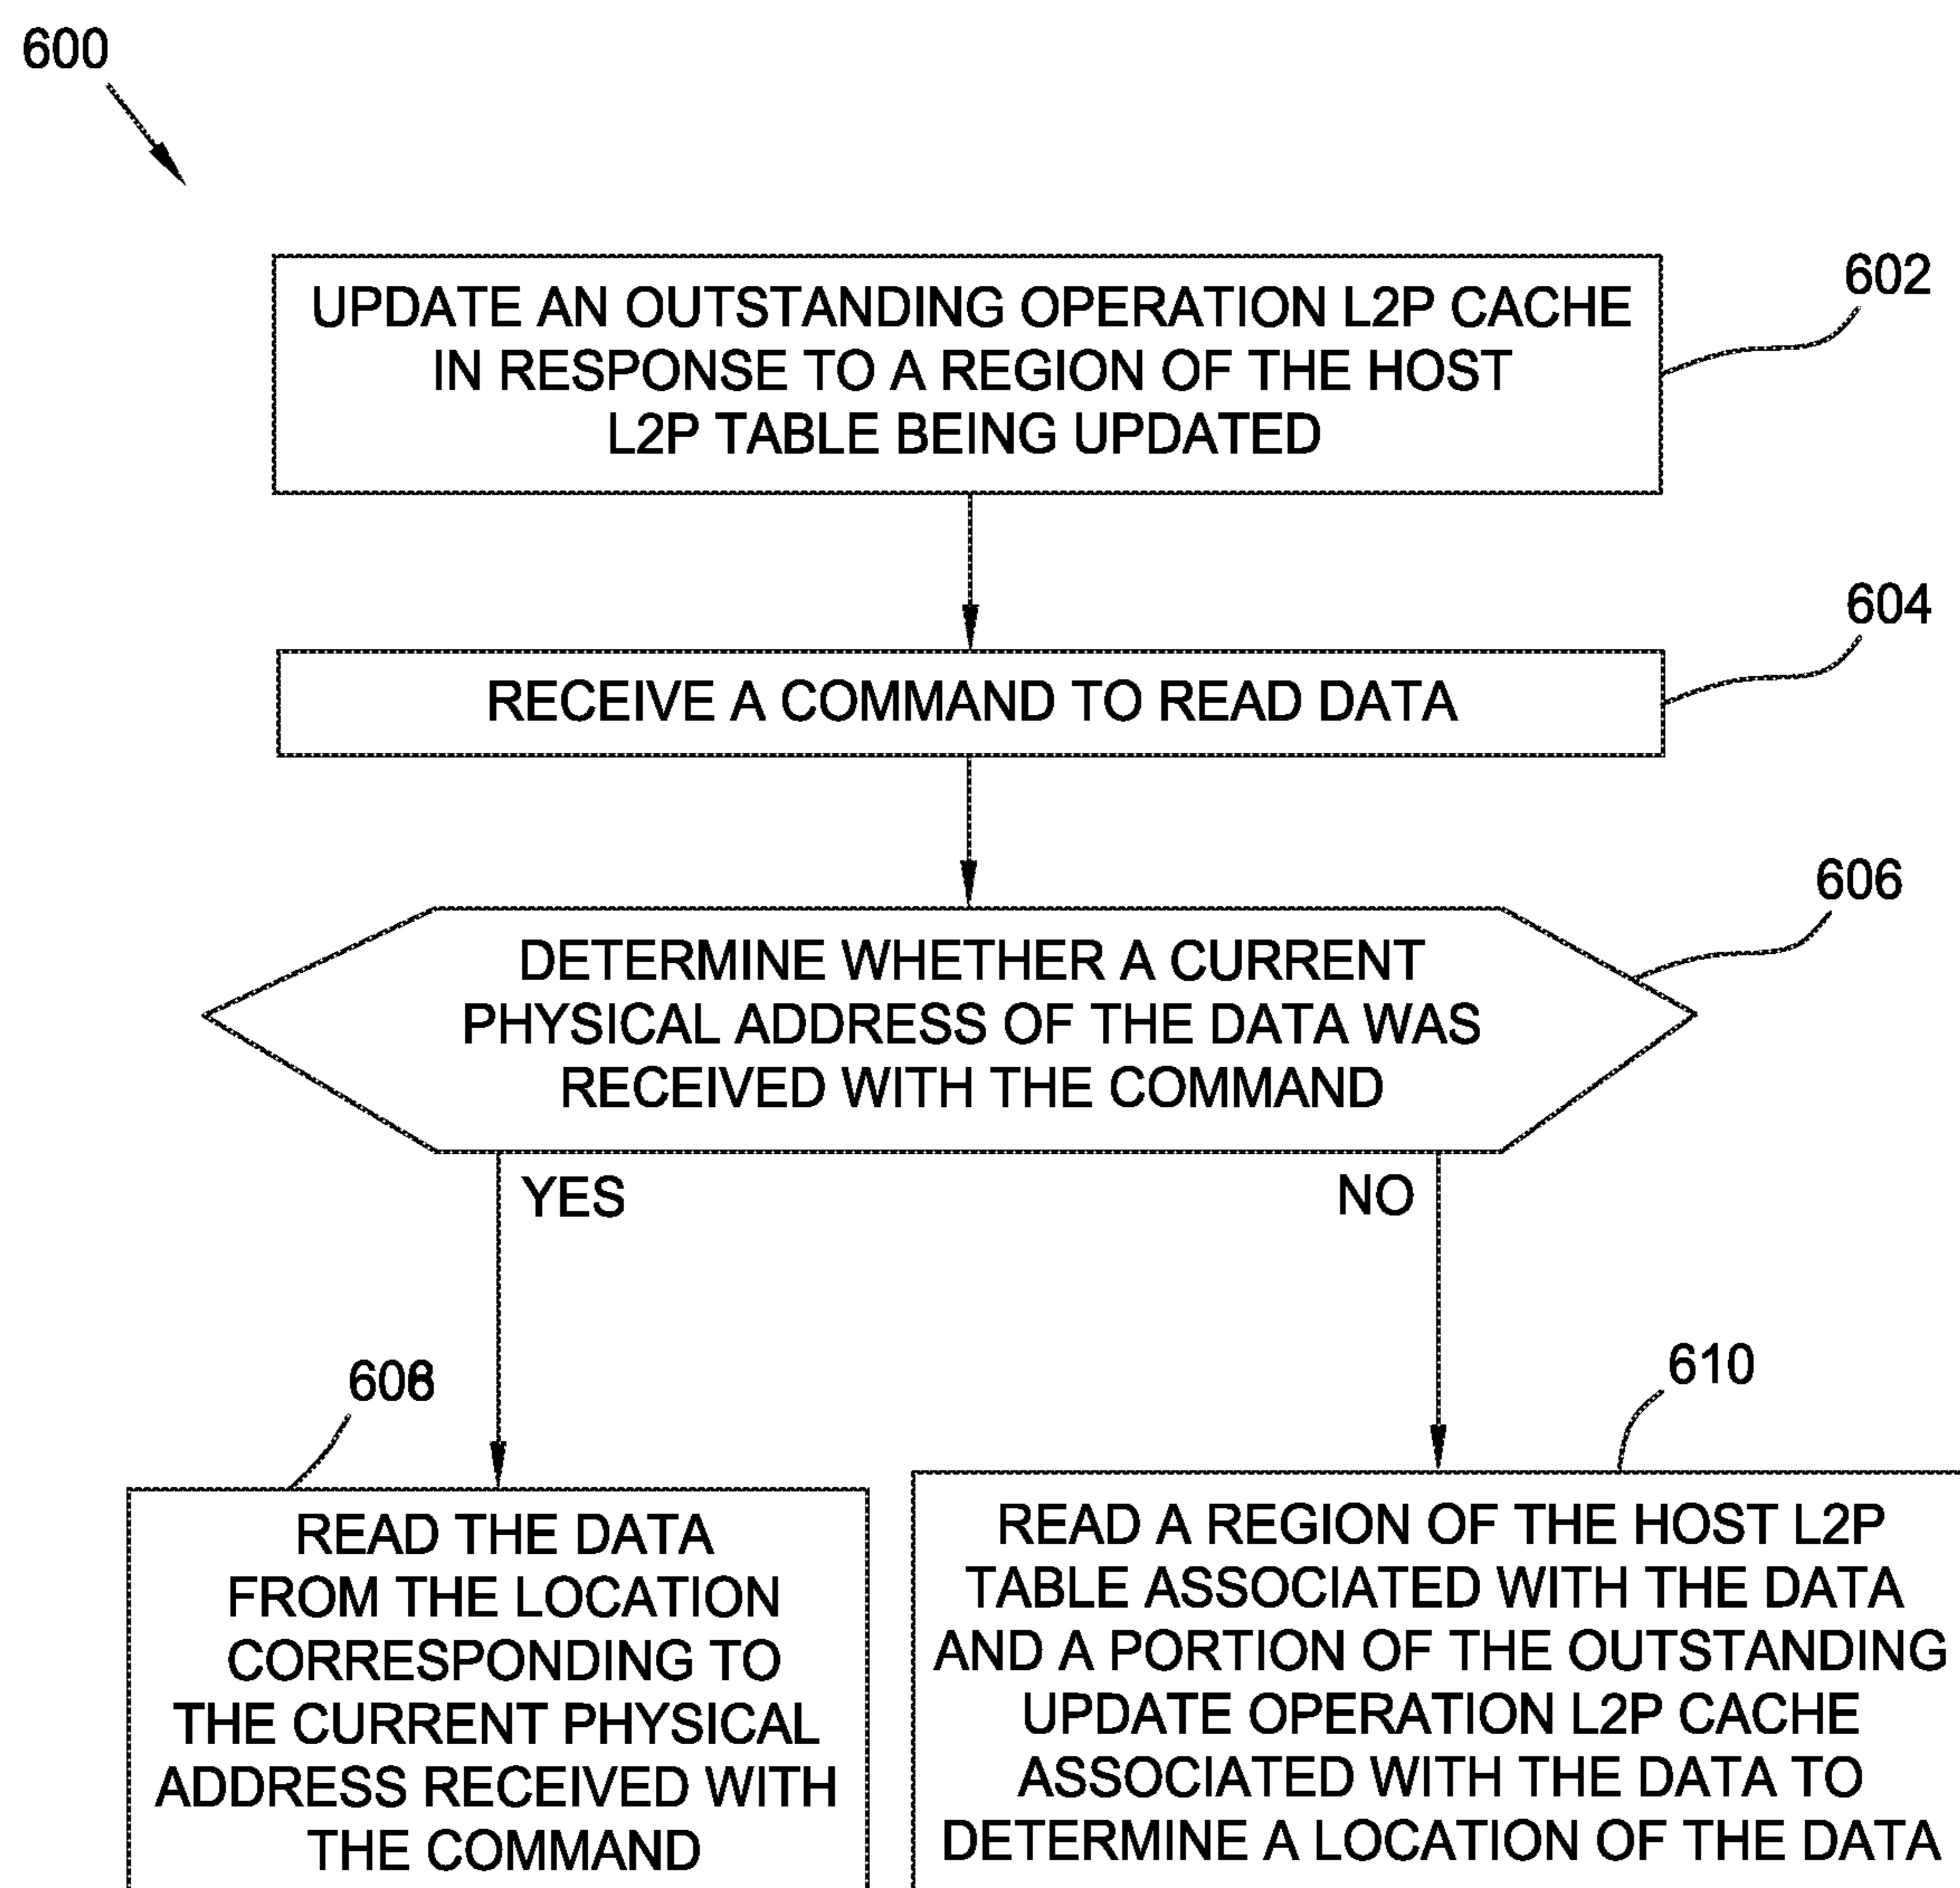 600
UPDATE AN OUTSTANDING OPERATION L2P CACHE
IN RESPONSE TO A REGION OF THE HOST
L2P TABLE BEING UPDATED
602
RECEIVE A COMMAND TO READ DATA
604
DETERMINE WHETHER A CURRENT
PHYSICAL ADDRESS OF THE DATA WAS
RECEIVED WITH THE COMMAND
606
YES
NO
READ THE DATA
FROM THE LOCATION
CORRESPONDING TO
THE CURRENT PHYSICAL
ADDRESS RECEIVED WITH
THE COMMAND
610
READ A REGION OF THE HOST L2P
TABLE ASSOCIATED WITH THE DATA
AND A PORTION OF THE OUTSTANDING
UPDATE OPERATION L2P CACHE
ASSOCIATED WITH THE DATA TO
DETERMINE A LOCATION OF THE DATA